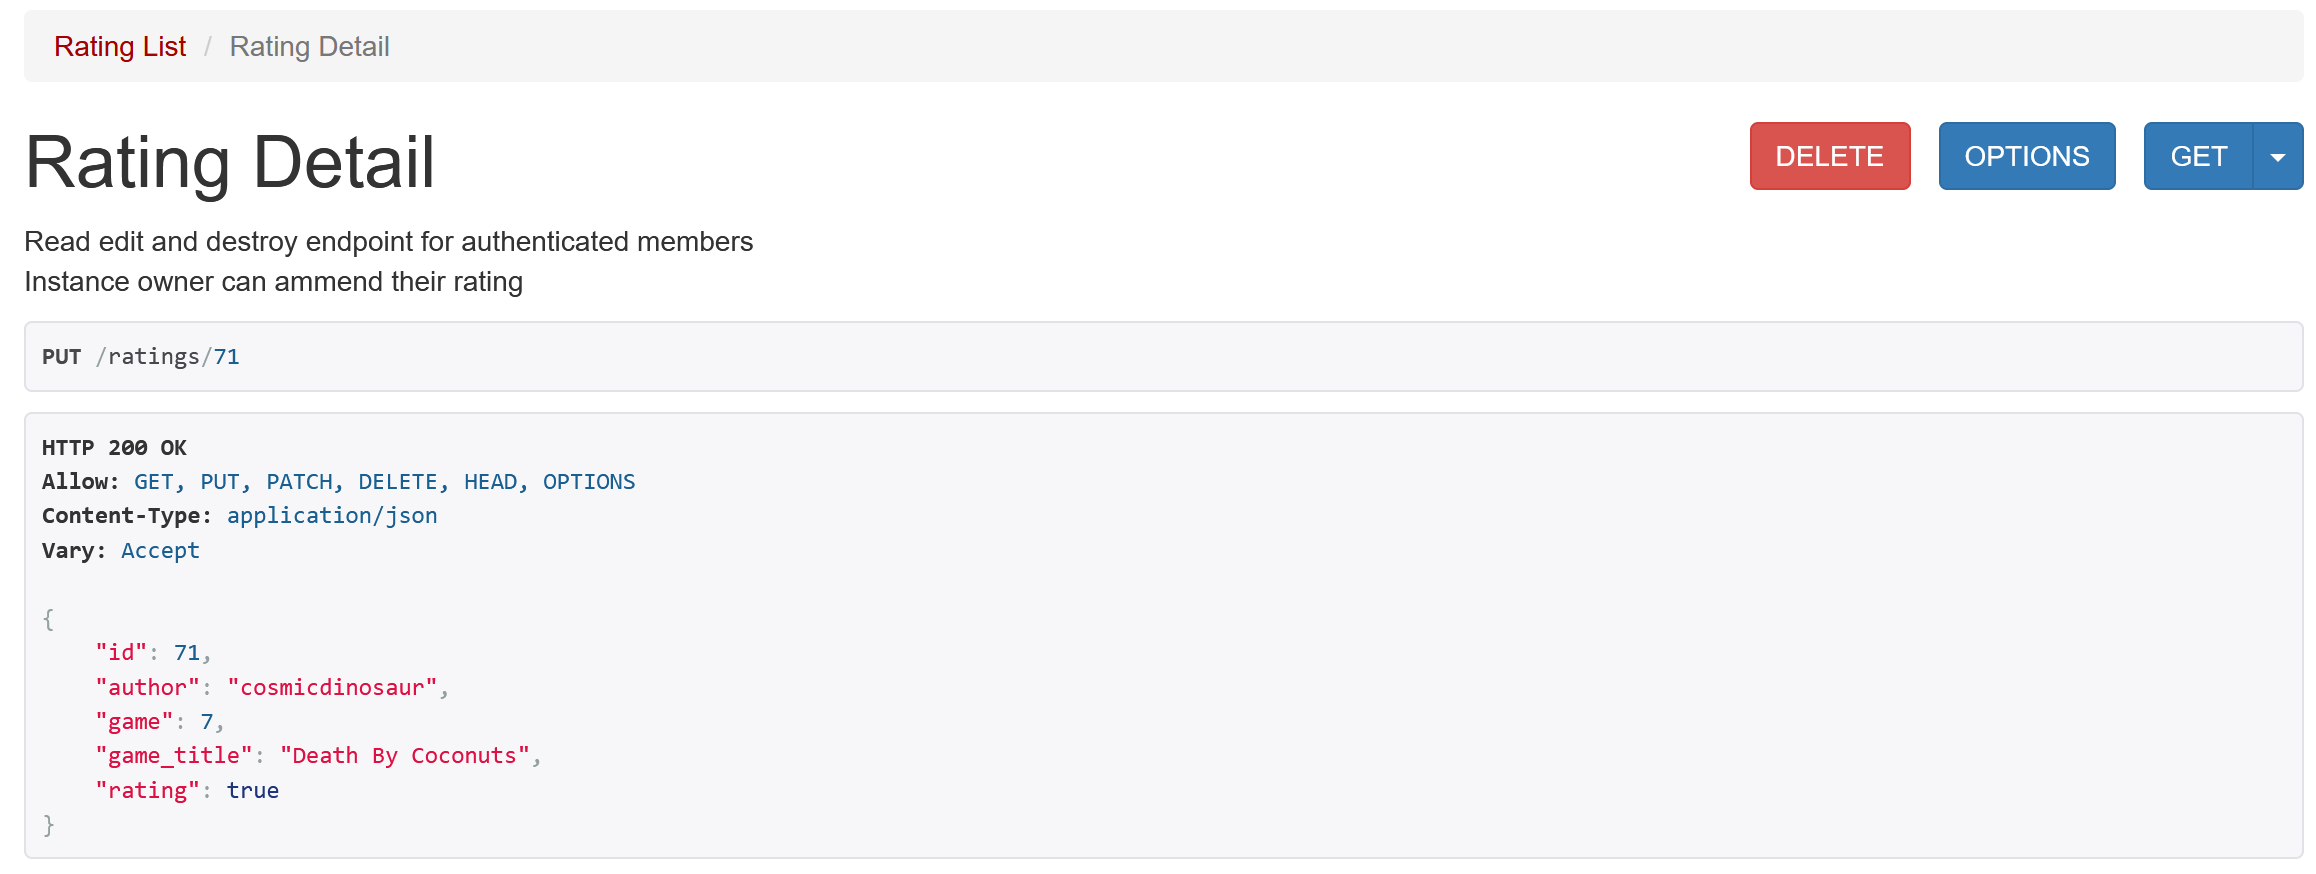 Rating List / Rating Detail
Rating Detail
DELETE OPTIONS GET
Read edit and destroy endpoint for authenticated members
Instance owner can ammend their rating
PUT /ratings/71
HTTP 200 OK
Allow: GET, PUT, PATCH, DELETE, HEAD, OPTIONS
Content-Type: application/json
Vary: Accept
{
    "id": 71,
    "author": "cosmicdinosaur",
    "game": 7,
    "game_title": "Death By Coconuts",
    "rating": true
}